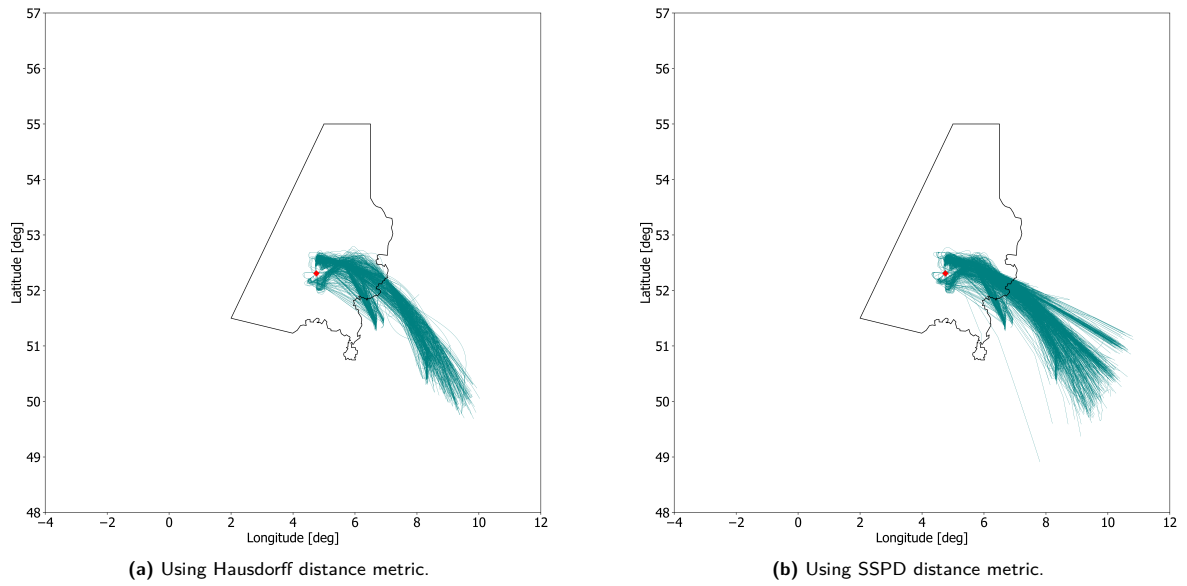 57
56
55
54
53
52
51
50
49
48
Latitude [deg]
−4 −2 0 2 4 6 8 10 12
Longitude [deg]
(a) Using Hausdorff distance metric.
57
56
55
54
53
52
51
50
49
48
Latitude [deg]
−4 −2 0 2 4 6 8 10 12
Longitude [deg]
(b) Using SSPD distance metric.